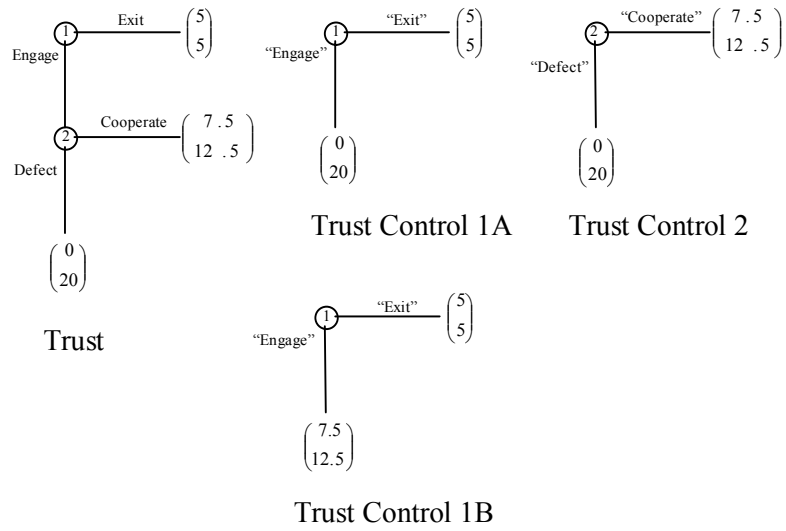 1
Exit
5
5
Engage
2
Cooperate
7 . 5
12 . 5
Defect
0
20
Trust
1
“Exit”
5
5
“Engage”
0
20
Trust Control 1A
2
“Cooperate”
7 . 5
12 . 5
“Defect”
0
20
Trust Control 2
1
“Exit”
5
5
“Engage”
7.5
12.5
Trust Control 1B